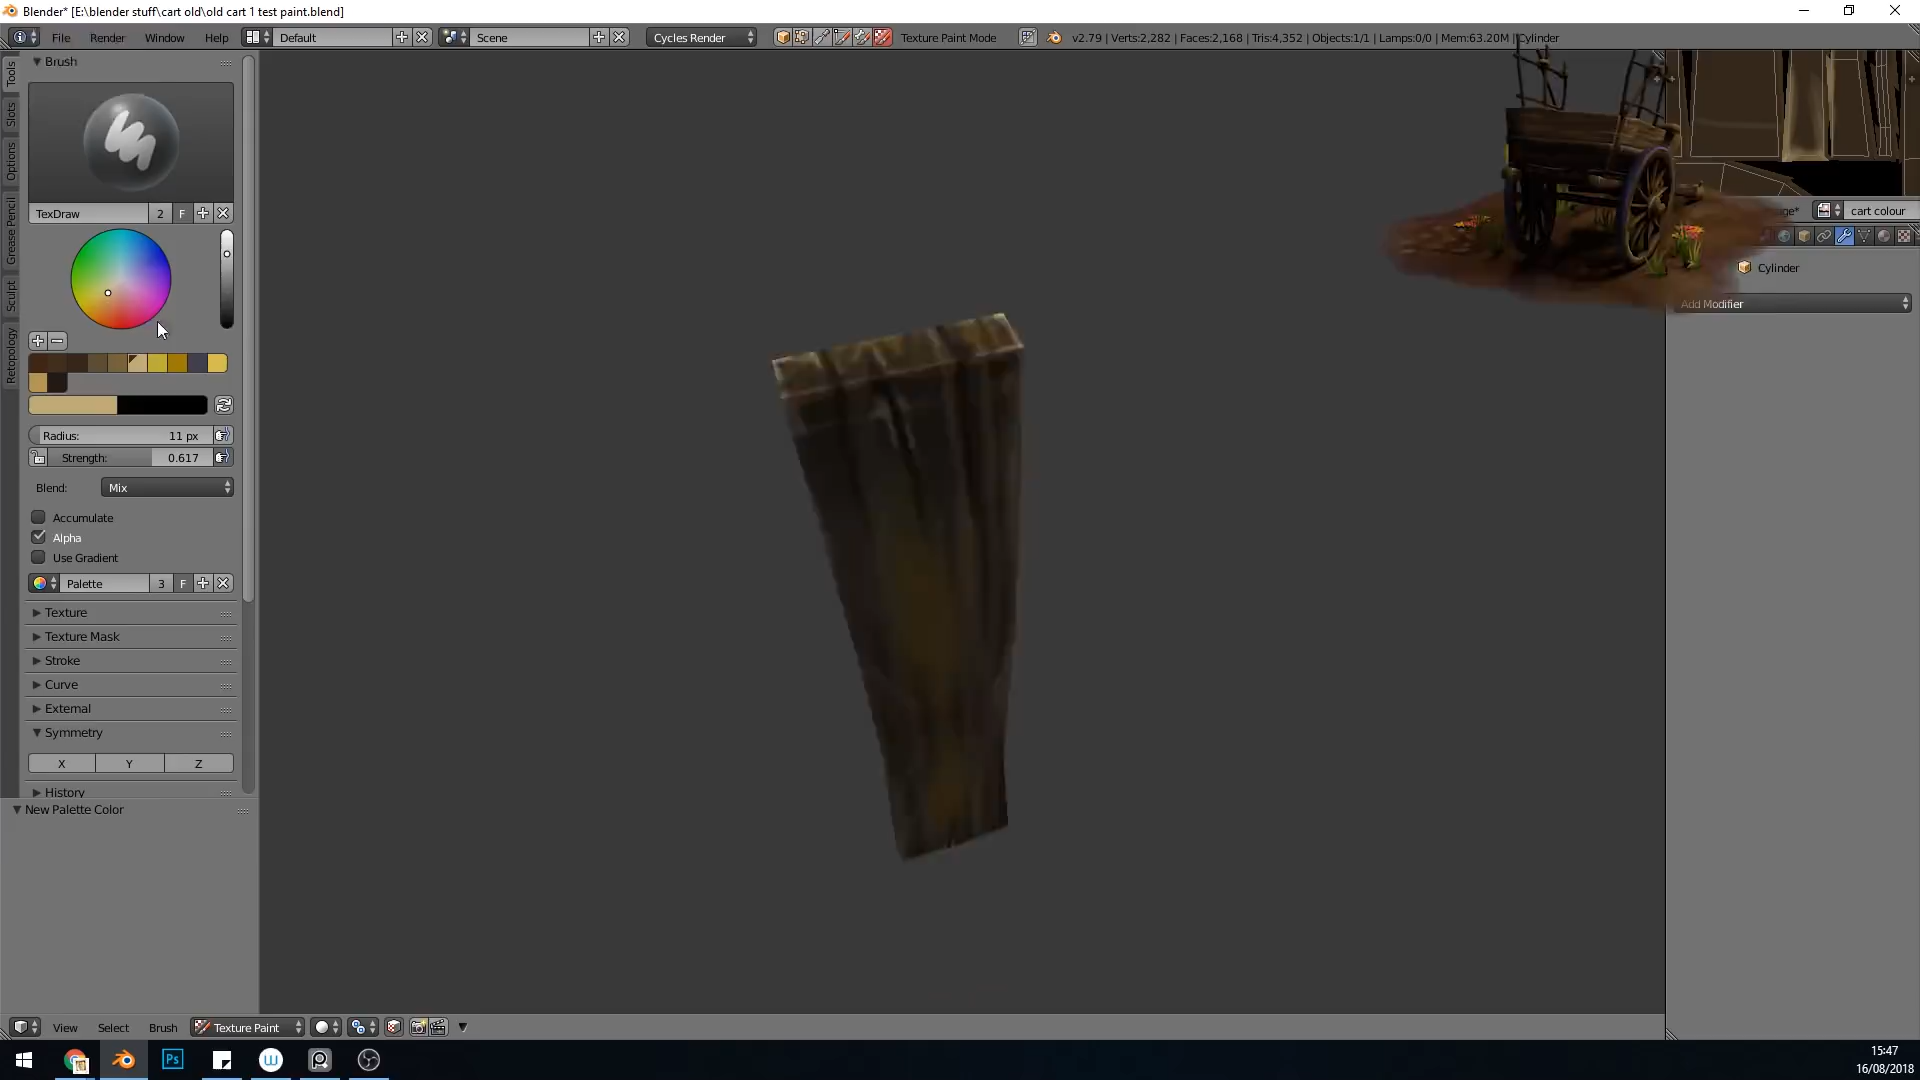 Blender* [E:\blender stuff\cart old\old cart 1 test paint.blend]
File Render Window Help Default Scene Cycles Render Texture Paint Mode v2.79 | Verts:2,282 | Faces:2,168 | Tris:4,352 | Objects:1/1 | Lamps:0/0 | Mem:63.20M | Cylinder
Tools
Slots
Options
Grease Pencil
Sculpt
Retopology
Brush
TexDraw 2 F
Radius: 11 px
Strength: 0.617
Blend: Mix
Accumulate
Alpha
Use Gradient
Palette 3 F
Texture
Texture Mask
Stroke
Curve
External
Symmetry
X Y Z
History
New Palette Color
cart colour
Cylinder
Add Modifier
View Select Brush Texture Paint
Ps
15:47
16/08/2018